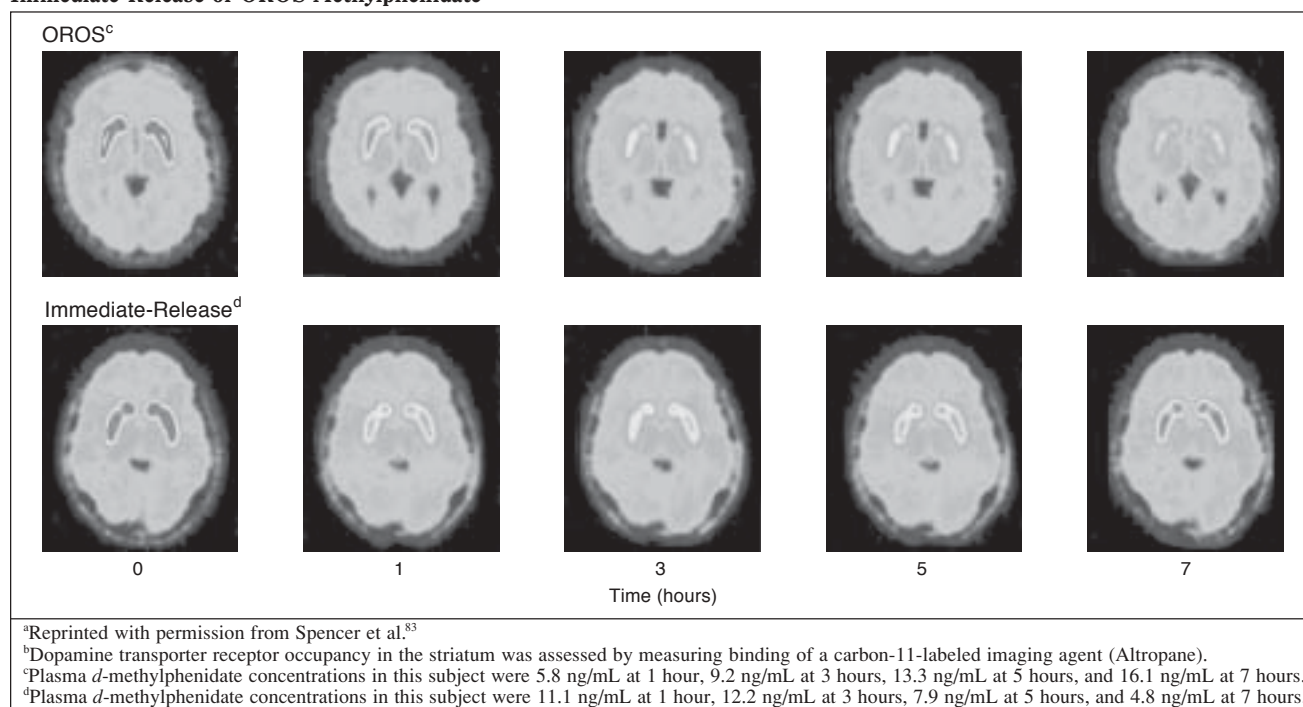 Immediate-Release or OROS Methylphenidate
OROSᶜ
Immediate-Releaseᵈ
0 1 3 5 7
Time (hours)
ᵃReprinted with permission from Spencer et al.⁸³
ᵇDopamine transporter receptor occupancy in the striatum was assessed by measuring binding of a carbon-11-labeled imaging agent (Altropane).
ᶜPlasma d-methylphenidate concentrations in this subject were 5.8 ng/mL at 1 hour, 9.2 ng/mL at 3 hours, 13.3 ng/mL at 5 hours, and 16.1 ng/mL at 7 hours.
ᵈPlasma d-methylphenidate concentrations in this subject were 11.1 ng/mL at 1 hour, 12.2 ng/mL at 3 hours, 7.9 ng/mL at 5 hours, and 4.8 ng/mL at 7 hours